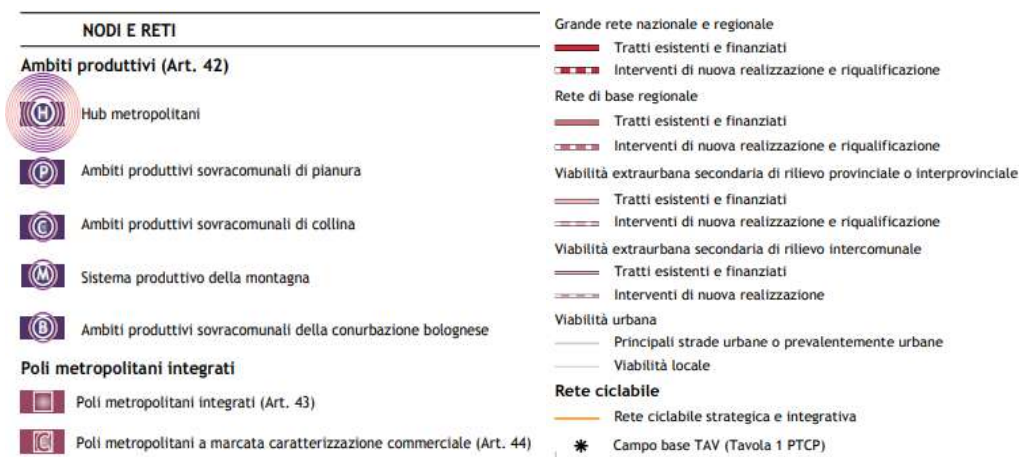 NODI E RETI
Ambiti produttivi (Art. 42)
H Hub metropolitani
P Ambiti produttivi sovracomunali di pianura
C Ambiti produttivi sovracomunali di collina
M Sistema produttivo della montagna
B Ambiti produttivi sovracomunali della conurbazione bolognese
Poli metropolitani integrati
Poli metropolitani integrati (Art. 43)
C Poli metropolitani a marcata caratterizzazione commerciale (Art. 44)
Grande rete nazionale e regionale
Tratti esistenti e finanziati
Interventi di nuova realizzazione e riqualificazione
Rete di base regionale
Tratti esistenti e finanziati
Interventi di nuova realizzazione e riqualificazione
Viabilità extraurbana secondaria di rilievo provinciale o interprovinciale
Tratti esistenti e finanziati
Interventi di nuova realizzazione e riqualificazione
Viabilità extraurbana secondaria di rilievo intercomunale
Tratti esistenti e finanziati
Interventi di nuova realizzazione
Viabilità urbana
Principali strade urbane o prevalentemente urbane
Viabilità locale
Rete ciclabile
Rete ciclabile strategica e integrativa
Campo base TAV (Tavola 1 PTCP)